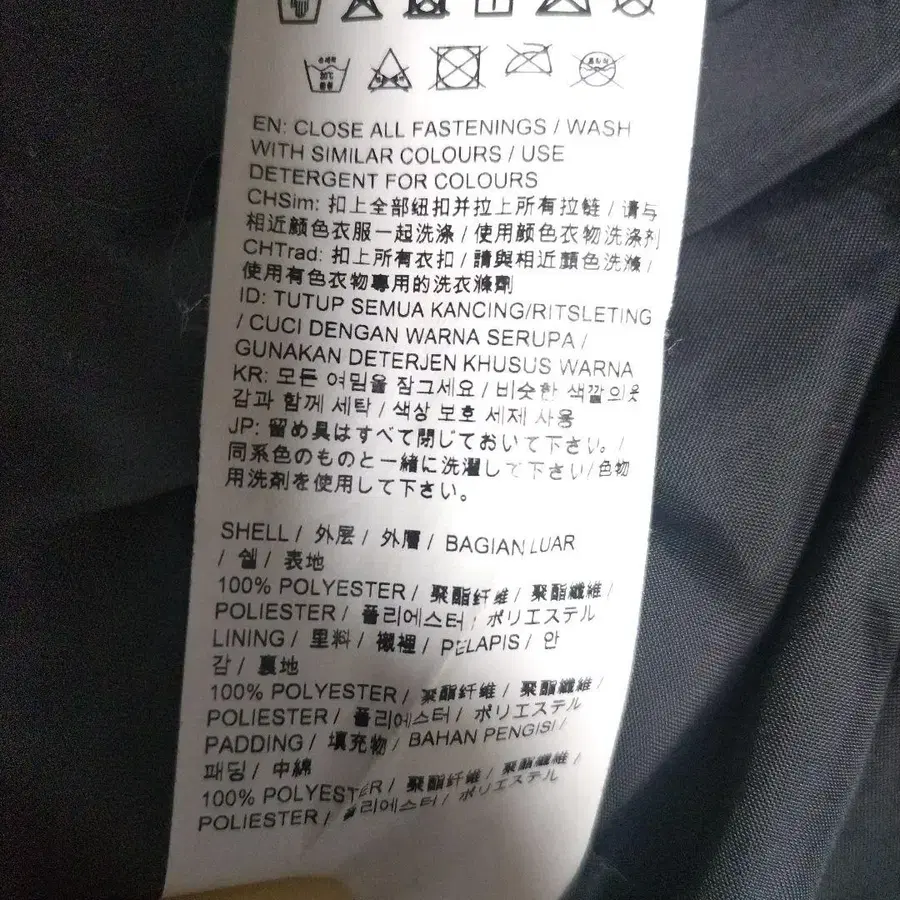 30℃
EN: CLOSE ALL FASTENINGS / WASH
WITH SIMILAR COLOURS / USE
DETERGENT FOR COLOURS
CHSim: 扣上全部纽扣并拉上所有拉链 / 请与
相近颜色衣服一起洗涤 / 使用颜色衣物洗涤剂
CHTrad: 扣上所有衣扣 / 請與相近顏色洗滌 /
使用有色衣物專用的洗衣滌劑
ID: TUTUP SEMUA KANCING/RITSLETING
/ CUCI DENGAN WARNA SERUPA /
GUNAKAN DETERJEN KHUSUS WARNA
KR: 모든 여밈을 잠그세요 / 비슷한 색깔의옷
감과 함께 세탁 / 색상 보호 세제 사용
JP: 留め具はすべて閉じておいて下さい。/
同系色のものと一緒に洗濯して下さい/色物
用洗剤を使用して下さい。
SHELL / 外层 / 外層 / BAGIAN LUAR
/ 쉘 / 表地
100% POLYESTER / 聚酯纤维 / 聚酯纖維 /
POLIESTER / 폴리에스터 / ポリエステル
LINING / 里料 / 襯裡 / PELAPIS / 안
감 / 裏地
100% POLYESTER / 聚酯纤维 / 聚酯纖維 /
POLIESTER / 폴리에스터 / ポリエステル
PADDING / 填充物 / BAHAN PENGISI /
패딩 / 中綿
100% POLYESTER / 聚酯纤维 / 聚酯纖維 /
POLIESTER / 폴리에스터 / ポリエステル